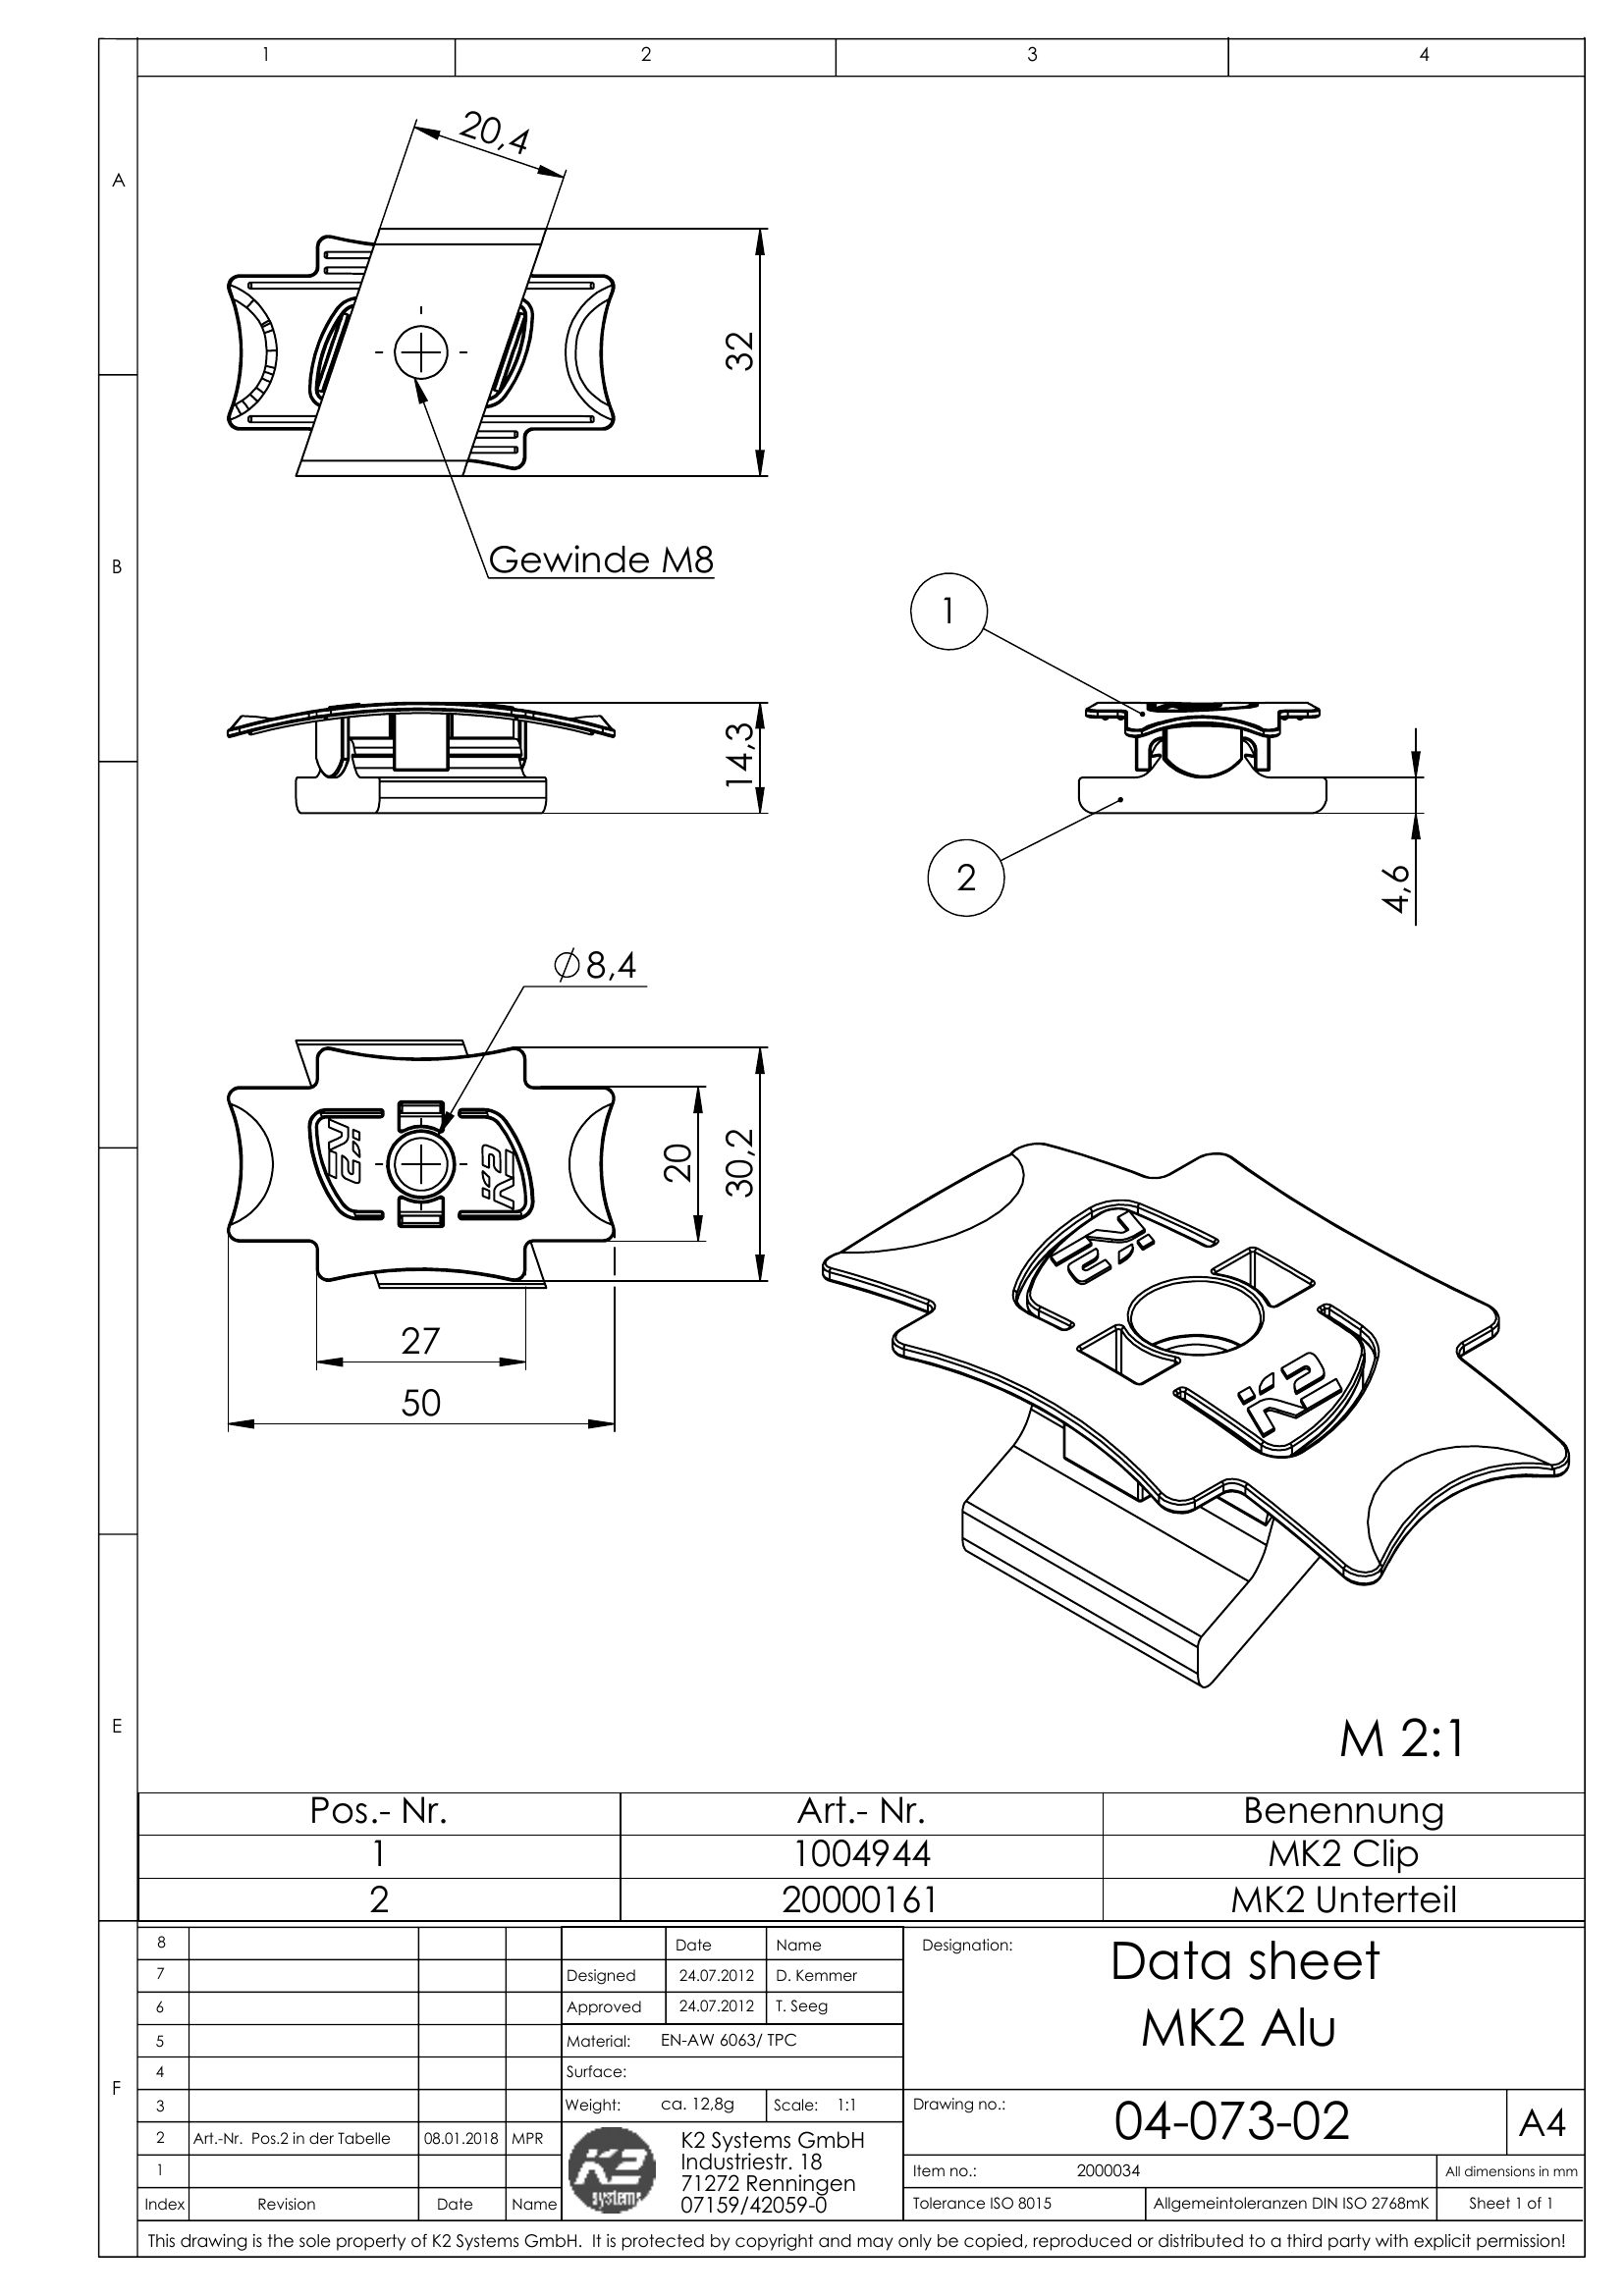 1 2 3 4
A
B
E
F
20,4
32
Gewinde M8
1
14,3
2
4,6
⌀8,4
20
30,2
27
50
K2
K2
K2
K2
M 2:1
Pos.- Nr. Art.- Nr. Benennung
1 1004944 MK2 Clip
2 20000161 MK2 Unterteil
8
7
6
5
4
3
2 Art.-Nr. Pos.2 in der Tabelle 08.01.2018 MPR
1
Index Revision Date Name
Date Name
Designed 24.07.2012 D. Kemmer
Approved 24.07.2012 T. Seeg
Material: EN-AW 6063/ TPC
Surface:
Weight: ca. 12,8g Scale: 1:1
K2 systems
K2 Systems GmbH
Industriestr. 18
71272 Renningen
07159/42059-0
Designation:
Data sheet
MK2 Alu
Drawing no.: 04-073-02 A4
Item no.: 2000034 All dimensions in mm
Tolerance ISO 8015 Allgemeintoleranzen DIN ISO 2768mK Sheet 1 of 1
This drawing is the sole property of K2 Systems GmbH. It is protected by copyright and may only be copied, reproduced or distributed to a third party with explicit permission!